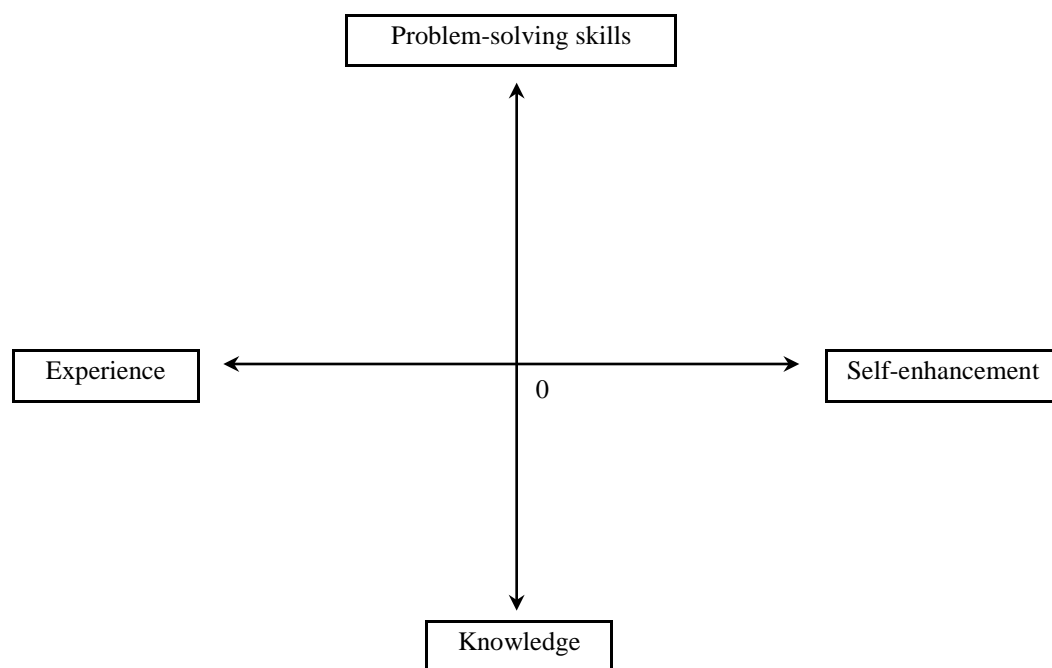 Problem-solving skills
Experience
Self-enhancement
0
Knowledge